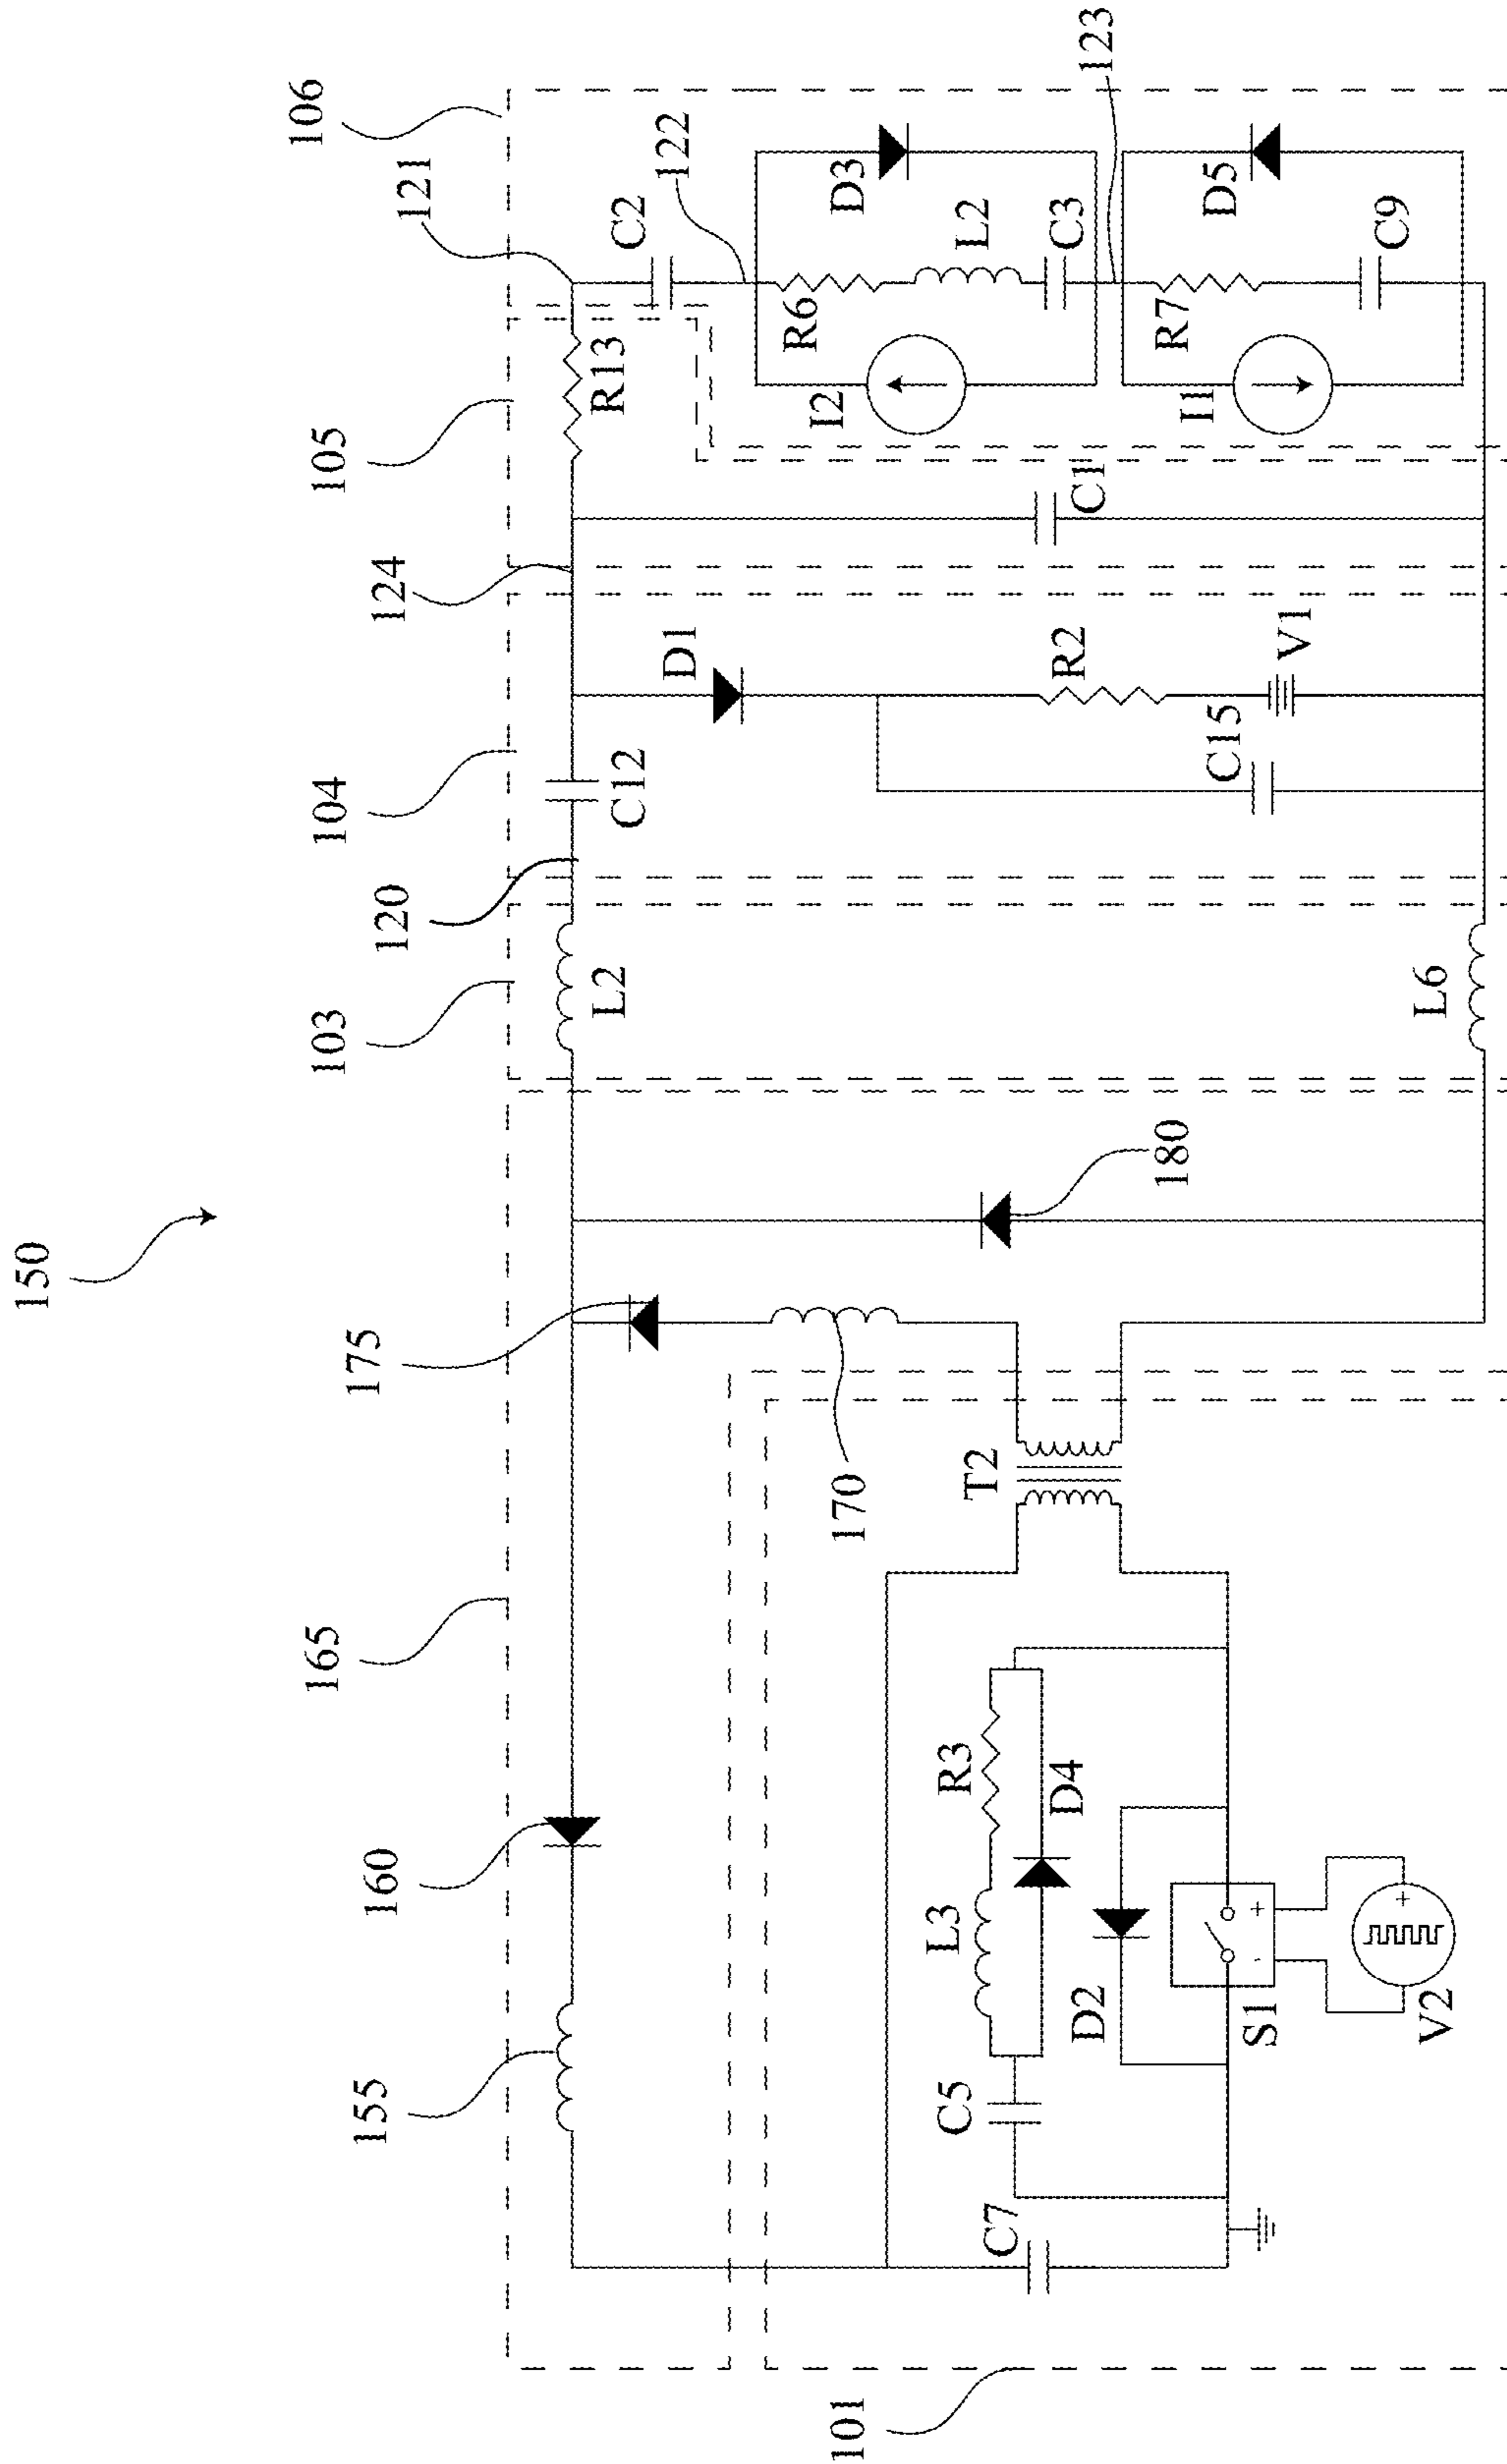 150
106
155
160
165
175
103
120
104
124
105
121
L2
C12
R13
C2
122
D1
101
170
R6
I2
D3
C5
L3
R3
T2
L2
C7
D4
R2
C1
C3
123
D2
180
C15
I1
R7
D5
S1
- +
V1
C9
+
V2
L6